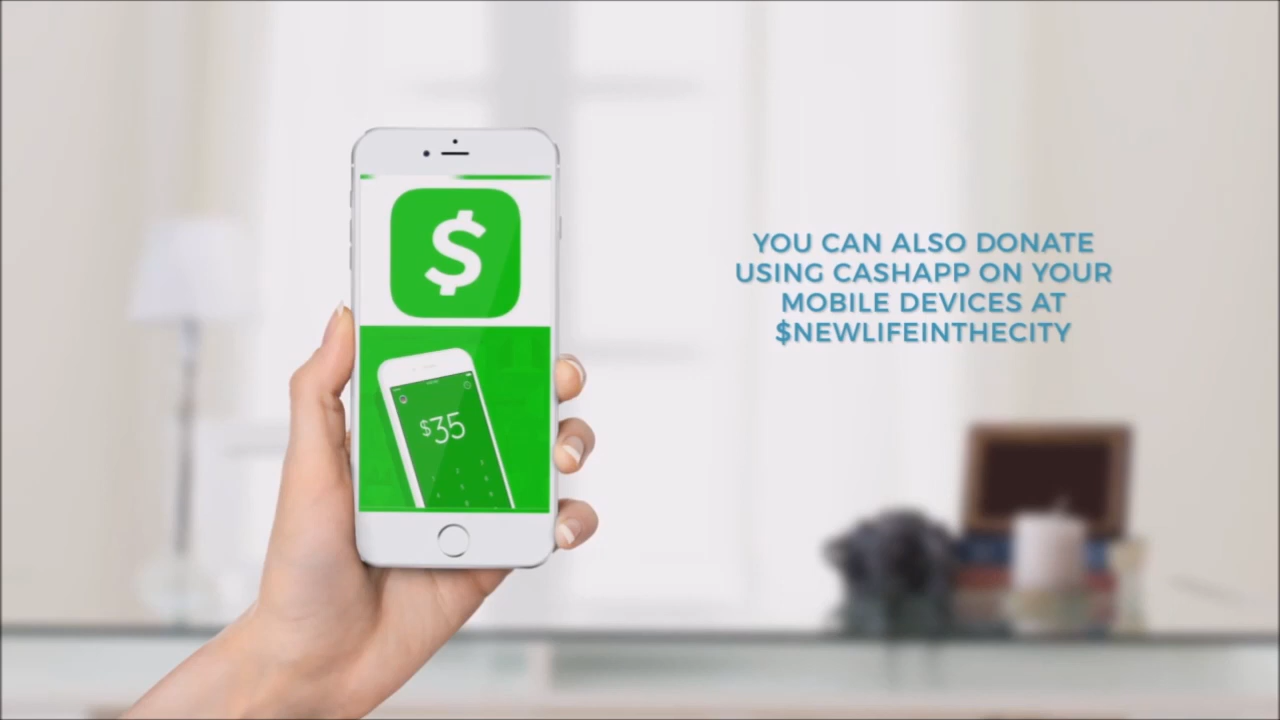 $
$35
YOU CAN ALSO DONATE
USING CASHAPP ON YOUR
MOBILE DEVICES AT
$NEWLIFEINTHECITY